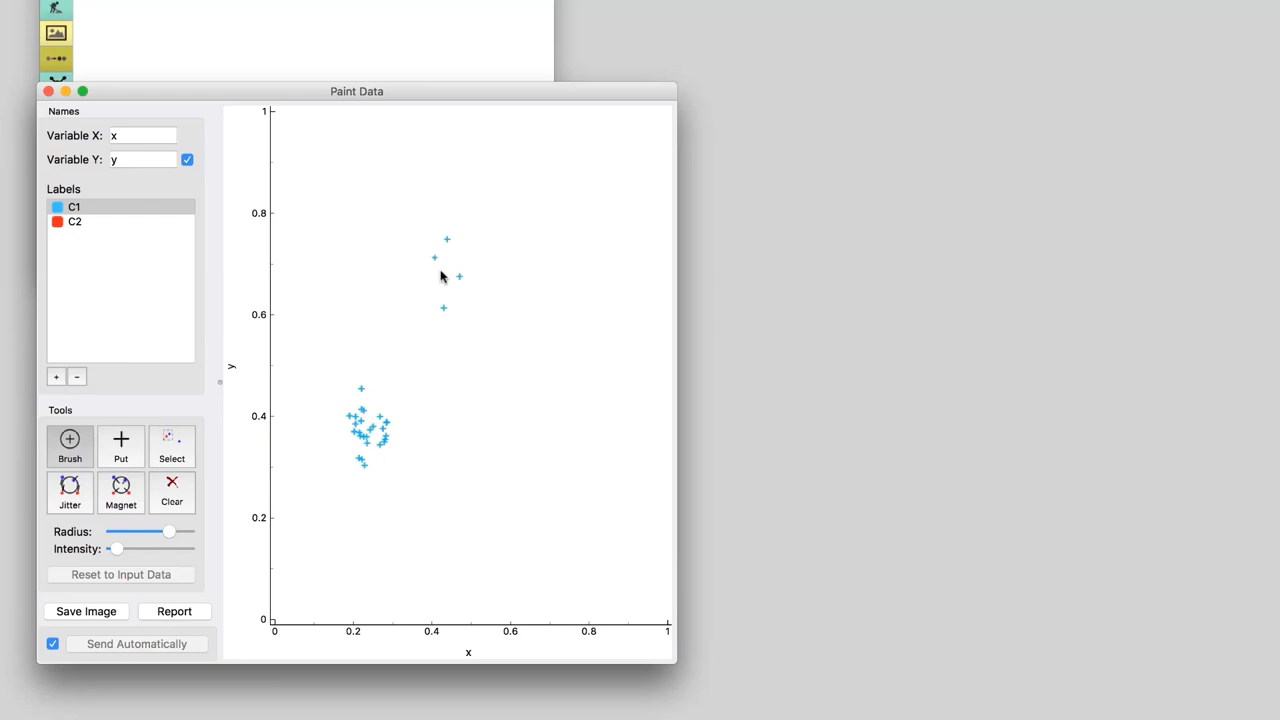 Paint Data
Names
Variable X: x
Variable Y: y
Labels
C1
C2
+ −
Tools
Brush Put Select
Jitter Magnet Clear
Radius:
Intensity:
Reset to Input Data
Save Image Report
Send Automatically
1
0.8
0.6
0.4
0.2
0
y
0 0.2 0.4 0.6 0.8 1
x